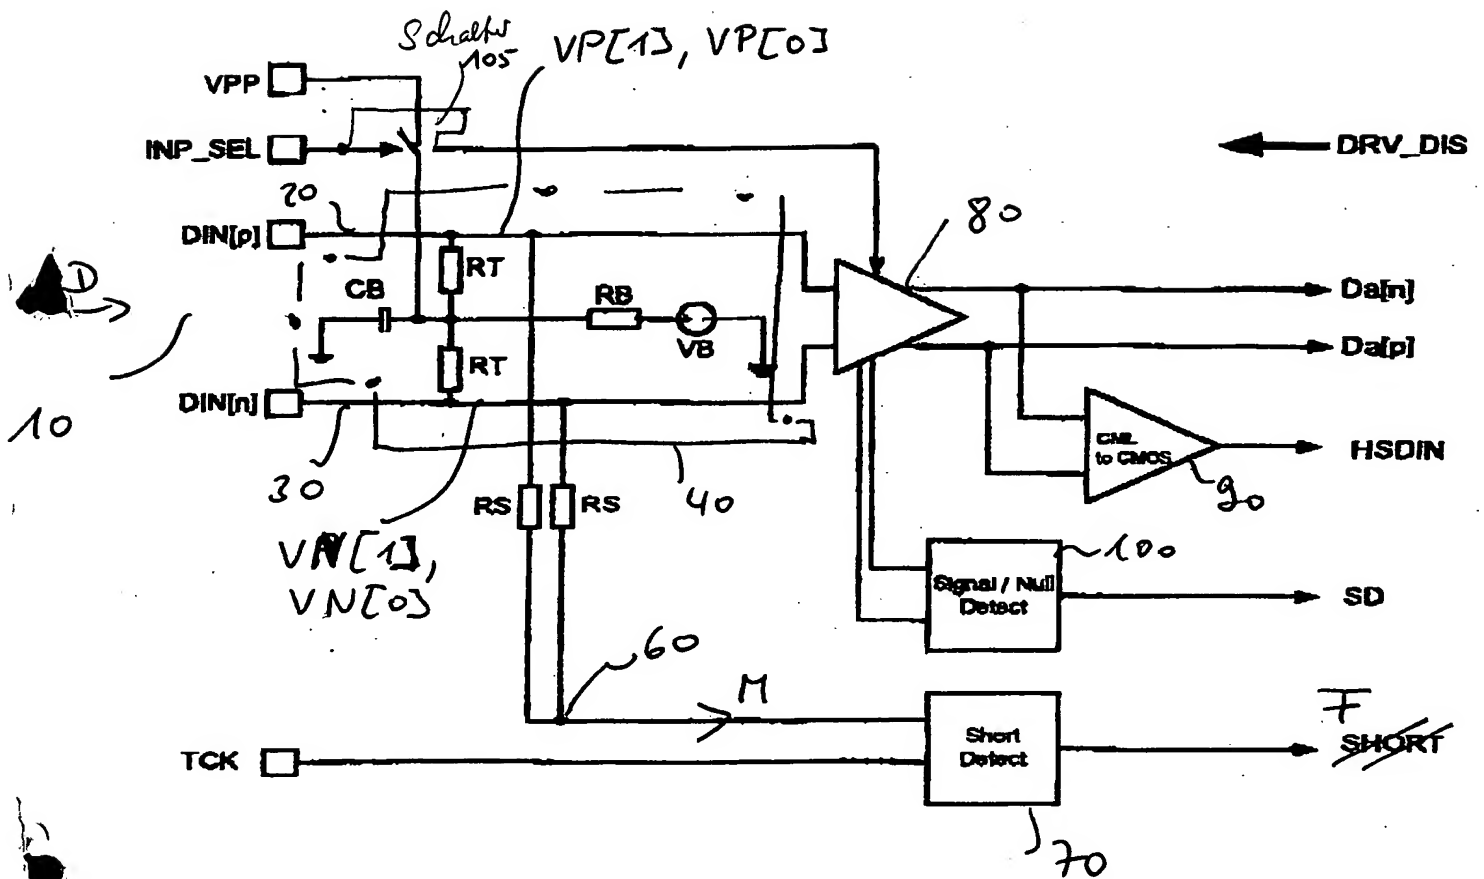 Schalter
105
VP[1], VP[0]
VPP
INP_SEL
DRV_DIS
20
DIN[p]
80
RT
D
CB
RB
Da[n]
VB
Da[p]
RT
DIN[n]
10
CML
to CMOS
HSDIN
30
RS
RS
40
90
VN[1],
VN[0]
100
Signal / Null
Detect
SD
60
M
F
Short
Detect
SHORT
TCK
70